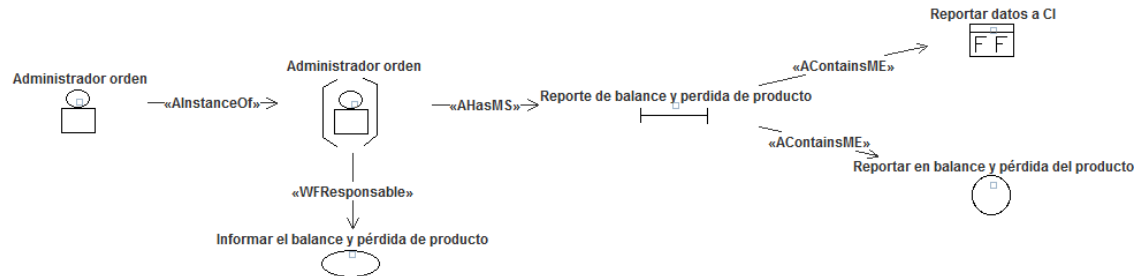 Reportar datos a CI
F F
«AContainsME»
Administrador orden
Administrador orden
«AInstanceOf»
«AHasMS»
Reporte de balance y perdida de producto
«AContainsME»
Reportar en balance y pérdida del producto
«WFResponsable»
Informar el balance y pérdida de producto